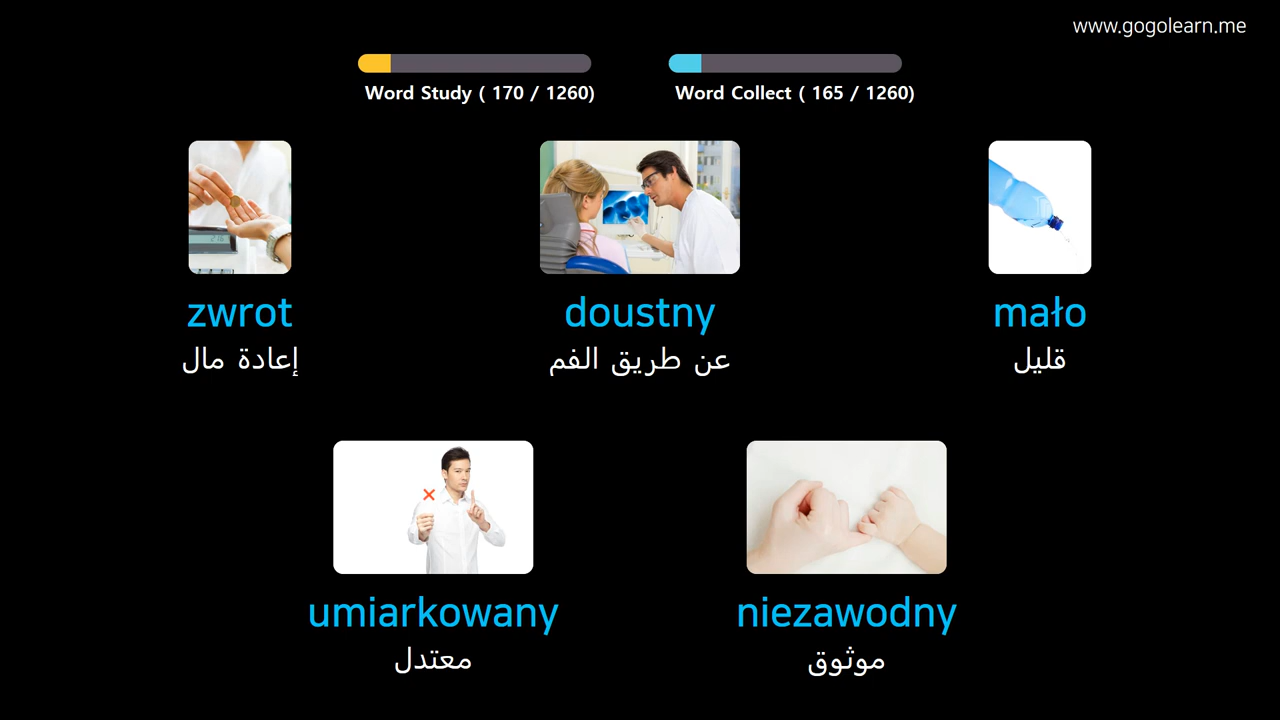 www.gogolearn.me
Word Study ( 170 / 1260)
Word Collect ( 165 / 1260)
zwrot
إعادة مال
doustny
عن طريق الفم
mało
قليل
umiarkowany
معتدل
niezawodny
موثوق